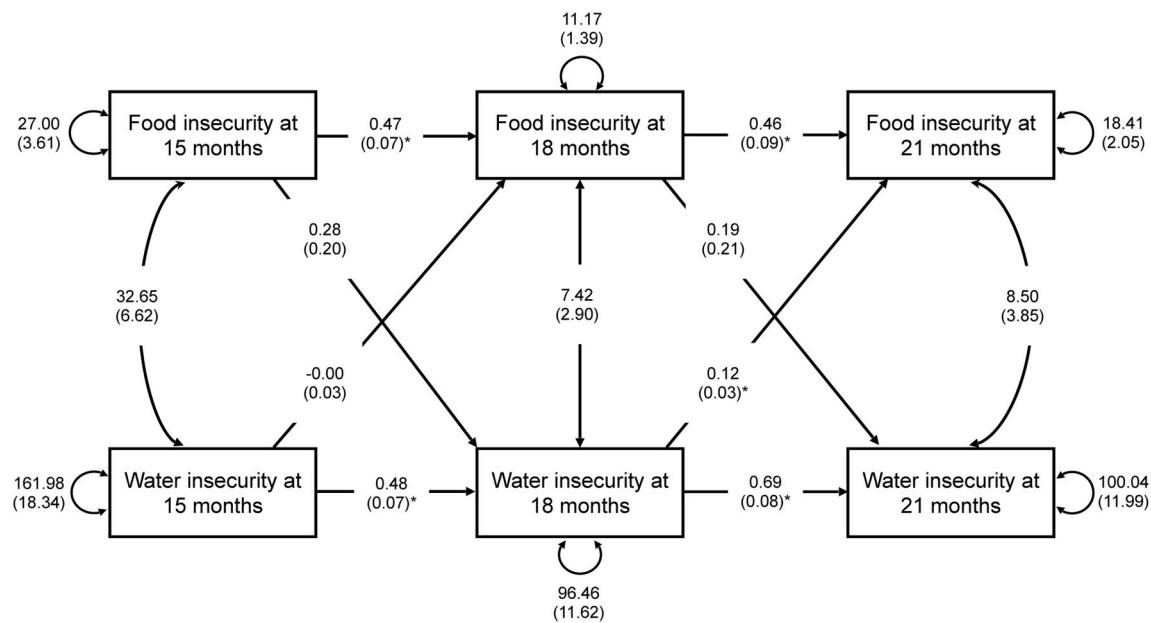 11.17
(1.39)
27.00
(3.61)
Food insecurity at
15 months
0.47
(0.07)*
Food insecurity at
18 months
0.46
(0.09)*
Food insecurity at
21 months
18.41
(2.05)
0.28
(0.20)
0.19
(0.21)
32.65
(6.62)
7.42
(2.90)
8.50
(3.85)
-0.00
(0.03)
0.12
(0.03)*
161.98
(18.34)
Water insecurity at
15 months
0.48
(0.07)*
Water insecurity at
18 months
0.69
(0.08)*
Water insecurity at
21 months
100.04
(11.99)
96.46
(11.62)